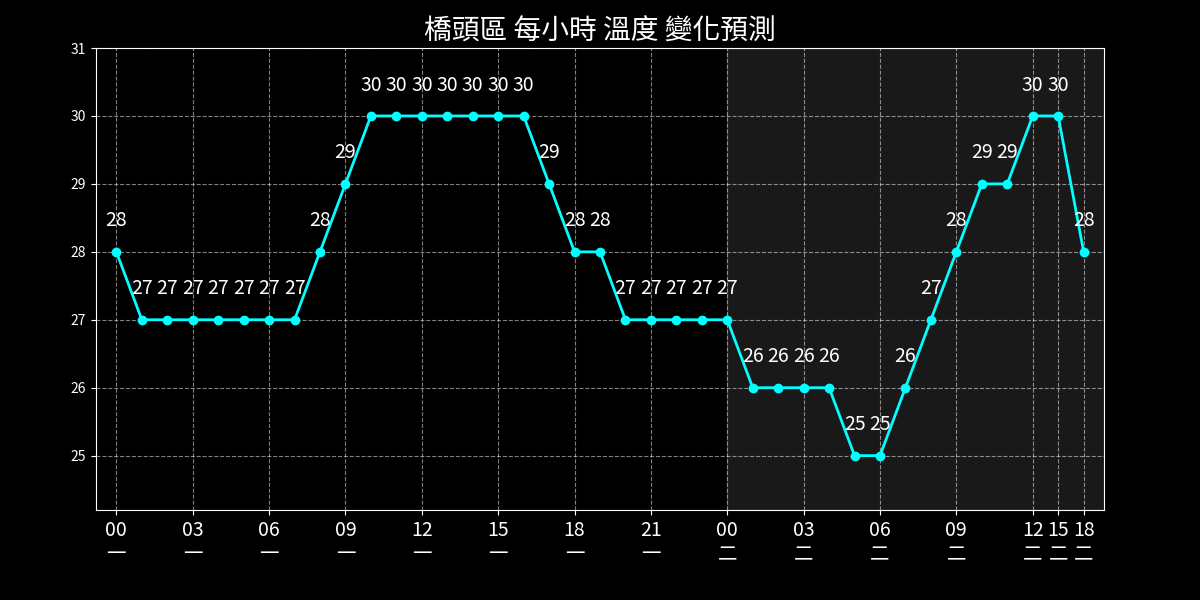 橋頭區 每小時 溫度 變化預測
31
30 30 30 30 30 30 30 30 30
30
29 29 29 29
29
28 28 28 28 28 28
28
27 27 27 27 27 27 27 27 27 27 27 27 27
27
26 26 26 26 26
26
25 25
25
00 03 06 09 12 15 18 21 00 03 06 09 12 15 18
一 一 一 一 一 一 一 一 二 二 二 二 二 二 二